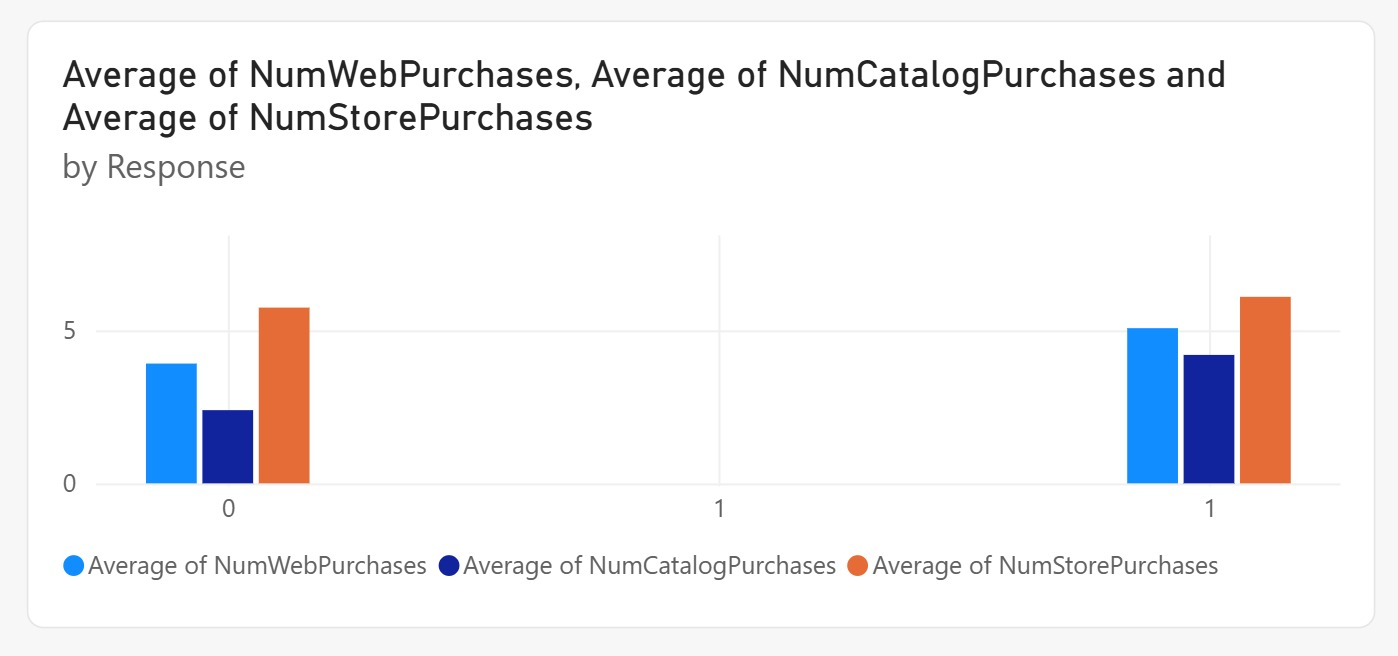 Average of NumWebPurchases, Average of NumCatalogPurchases and
Average of NumStorePurchases
by Response
5
0
0 1 1
Average of NumWebPurchases Average of NumCatalogPurchases Average of NumStorePurchases